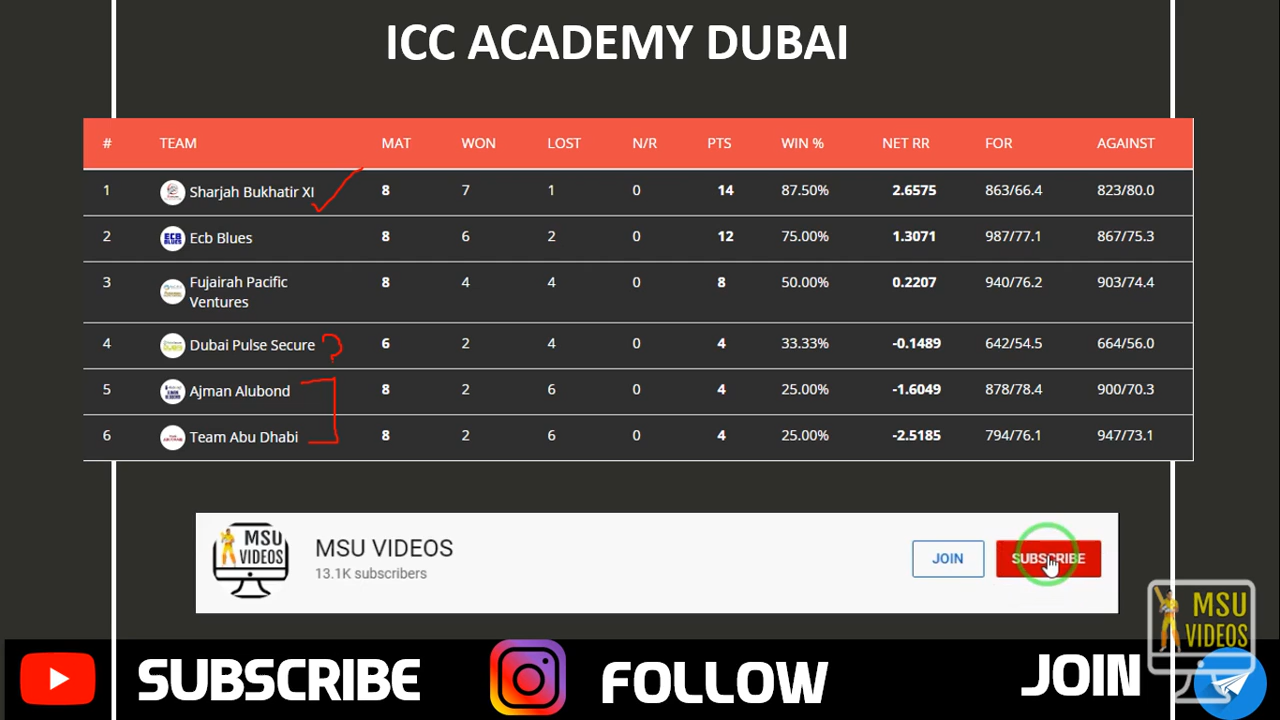 ICC ACADEMY DUBAI
# TEAM MAT WON LOST N/R PTS WIN % NET RR FOR AGAINST
1 Sharjah Bukhatir XI 8 7 1 0 14 87.50% 2.6575 863/66.4 823/80.0
2 ECB BLUES Ecb Blues 8 6 2 0 12 75.00% 1.3071 987/77.1 867/75.3
3 Fujairah Pacific Ventures 8 4 4 0 8 50.00% 0.2207 940/76.2 903/74.4
4 Dubai Pulse Secure ? 6 2 4 0 4 33.33% -0.1489 642/54.5 664/56.0
5 Ajman Alubond 8 2 6 0 4 25.00% -1.6049 878/78.4 900/70.3
6 Team Abu Dhabi 8 2 6 0 4 25.00% -2.5185 794/76.1 947/73.1
MSU VIDEOS
MSU VIDEOS
13.1K subscribers
JOIN SUBSCRIBE
MSU VIDEOS
SUBSCRIBE FOLLOW JOIN